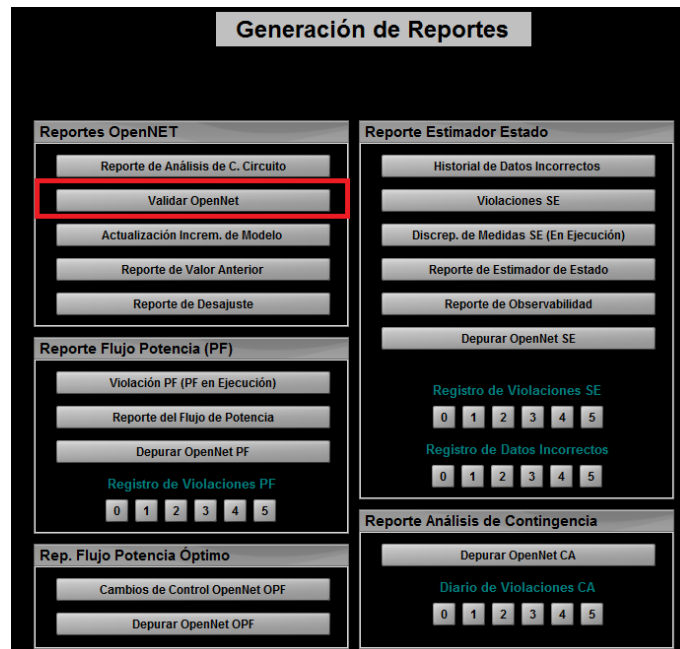 Generación de Reportes
Reportes OpenNET
Reporte de Análisis de C. Circuito
Validar OpenNet
Actualización Increm. de Modelo
Reporte de Valor Anterior
Reporte de Desajuste
Reporte Flujo Potencia (PF)
Violación PF (PF en Ejecución)
Reporte del Flujo de Potencia
Depurar OpenNet PF
Registro de Violaciones PF
0 1 2 3 4 5
Rep. Flujo Potencia Óptimo
Cambios de Control OpenNet OPF
Depurar OpenNet OPF
Reporte Estimador Estado
Historial de Datos Incorrectos
Violaciones SE
Discrep. de Medidas SE (En Ejecución)
Reporte de Estimador de Estado
Reporte de Observabilidad
Depurar OpenNet SE
Registro de Violaciones SE
0 1 2 3 4 5
Registro de Datos Incorrectos
0 1 2 3 4 5
Reporte Análisis de Contingencia
Depurar OpenNet CA
Diario de Violaciones CA
0 1 2 3 4 5